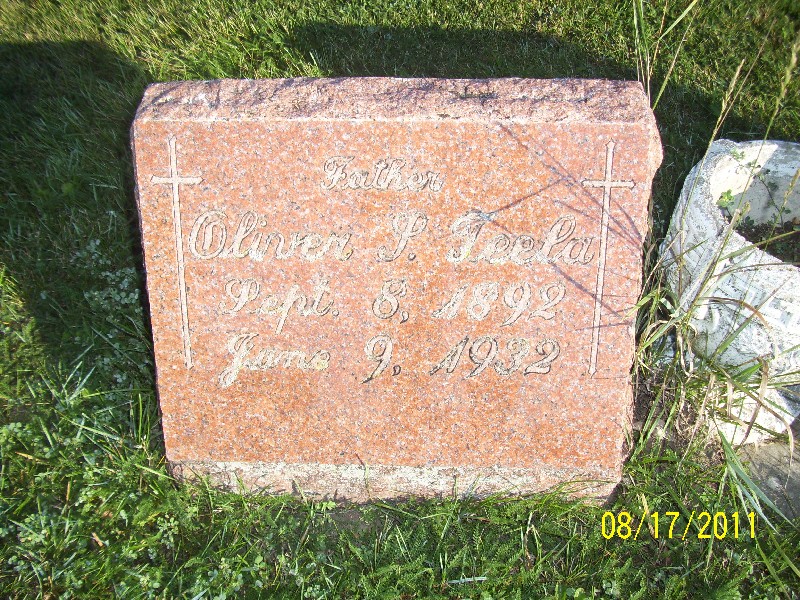 Father
Oliver S. Teela
Sept. 8, 1892
June 9, 1932
08/17/2011